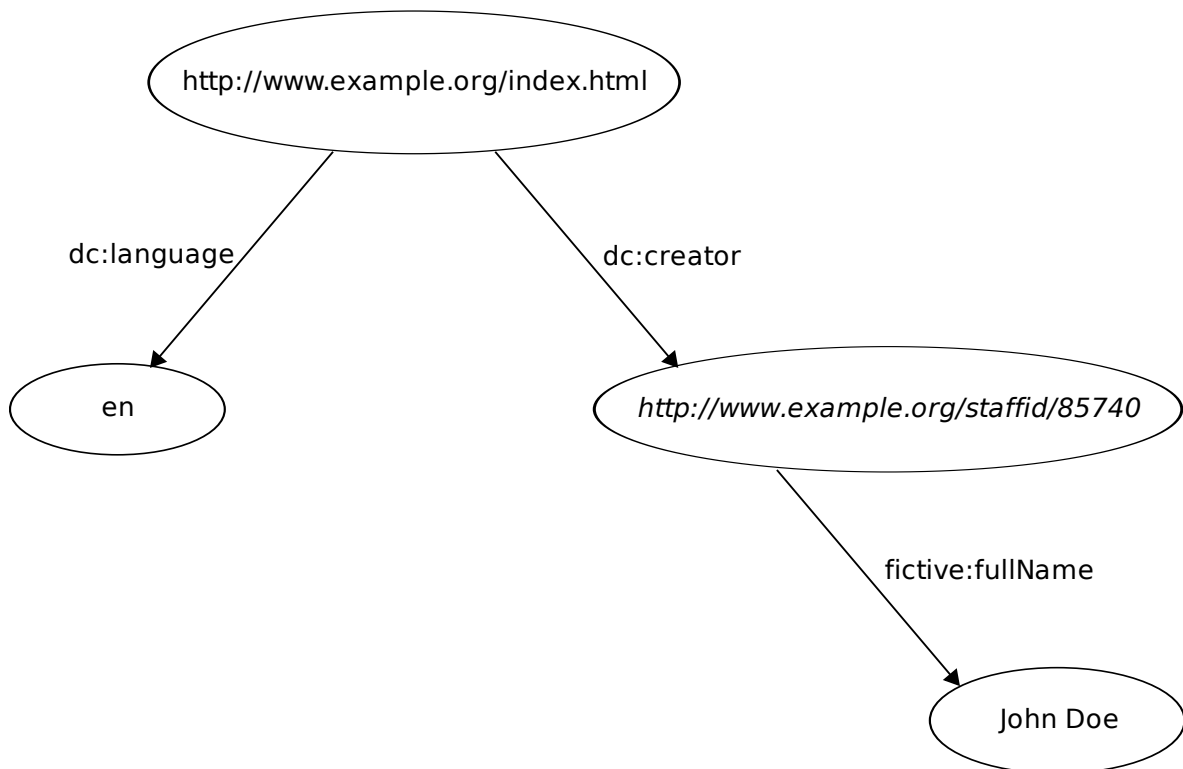 http://www.example.org/index.html
dc:language
dc:creator
en
http://www.example.org/staffid/85740
fictive:fullName
John Doe